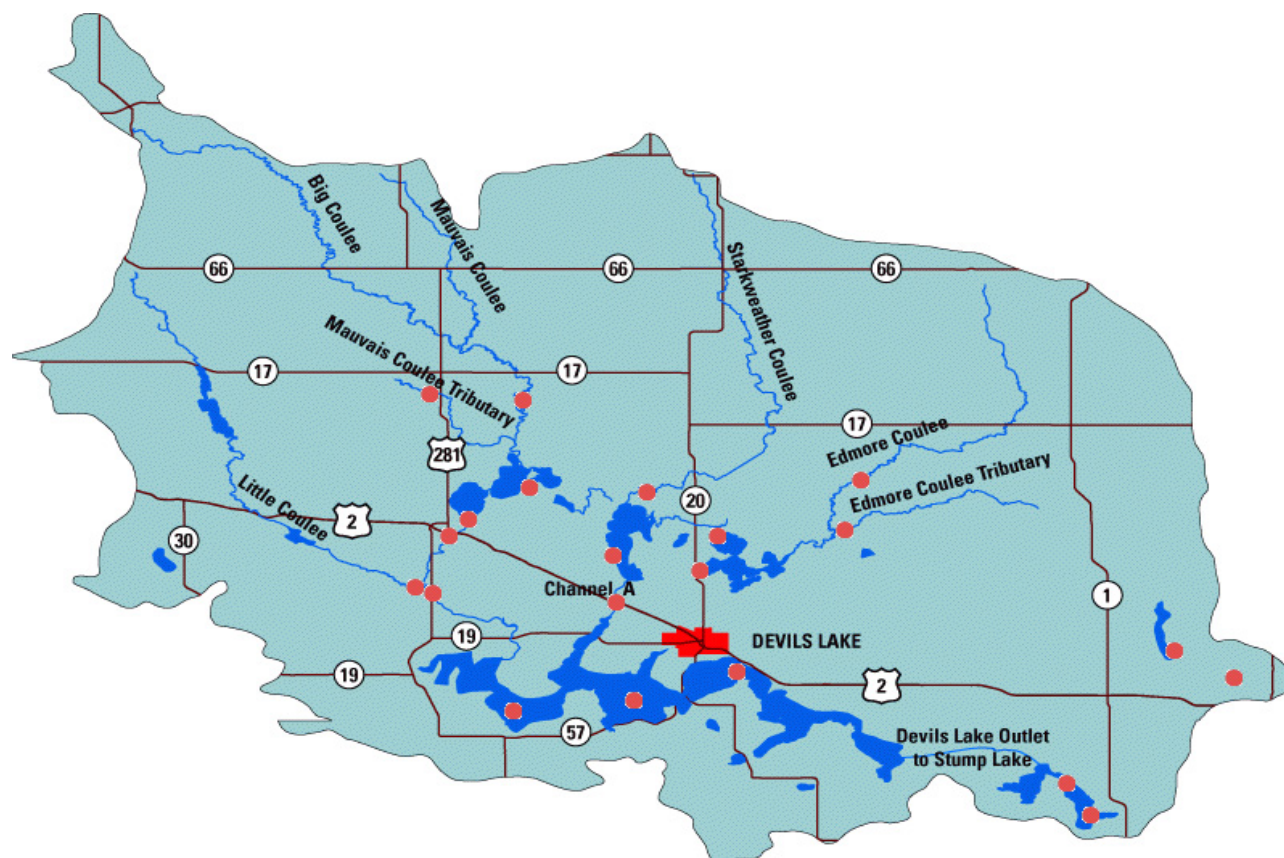 Big Coulee
Mauvais Coulee
Starkweather Coulee
66
66
66
Mauvais Coulee Tributary
17
17
17
281
Edmore Coulee
Edmore Coulee Tributary
Little Coulee
2
20
30
Channel A
1
19
DEVILS LAKE
19
2
57
Devils Lake Outlet
to Stump Lake